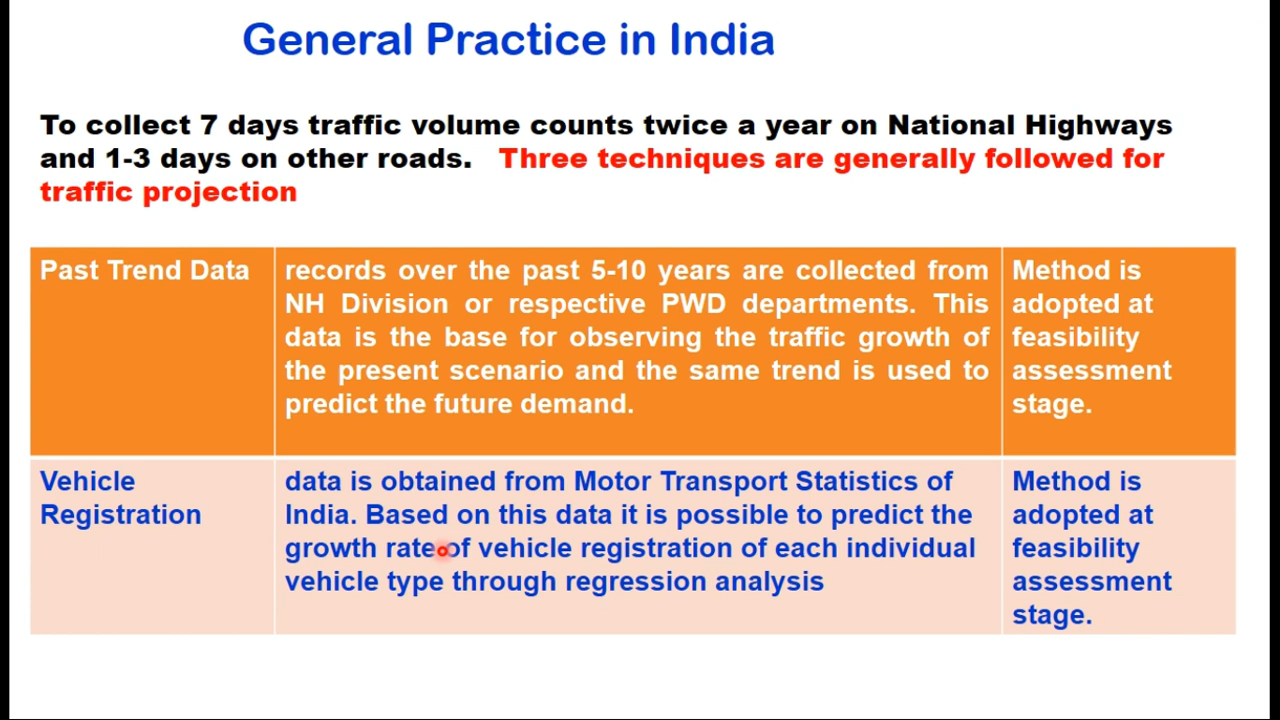 General Practice in India
To collect 7 days traffic volume counts twice a year on National Highways
and 1-3 days on other roads. Three techniques are generally followed for
traffic projection
Past Trend Data
records over the past 5-10 years are collected from
NH Division or respective PWD departments. This
data is the base for observing the traffic growth of
the present scenario and the same trend is used to
predict the future demand.
Method is
adopted at
feasibility
assessment
stage.
Vehicle
Registration
data is obtained from Motor Transport Statistics of
India. Based on this data it is possible to predict the
growth rate of vehicle registration of each individual
vehicle type through regression analysis
Method is
adopted at
feasibility
assessment
stage.